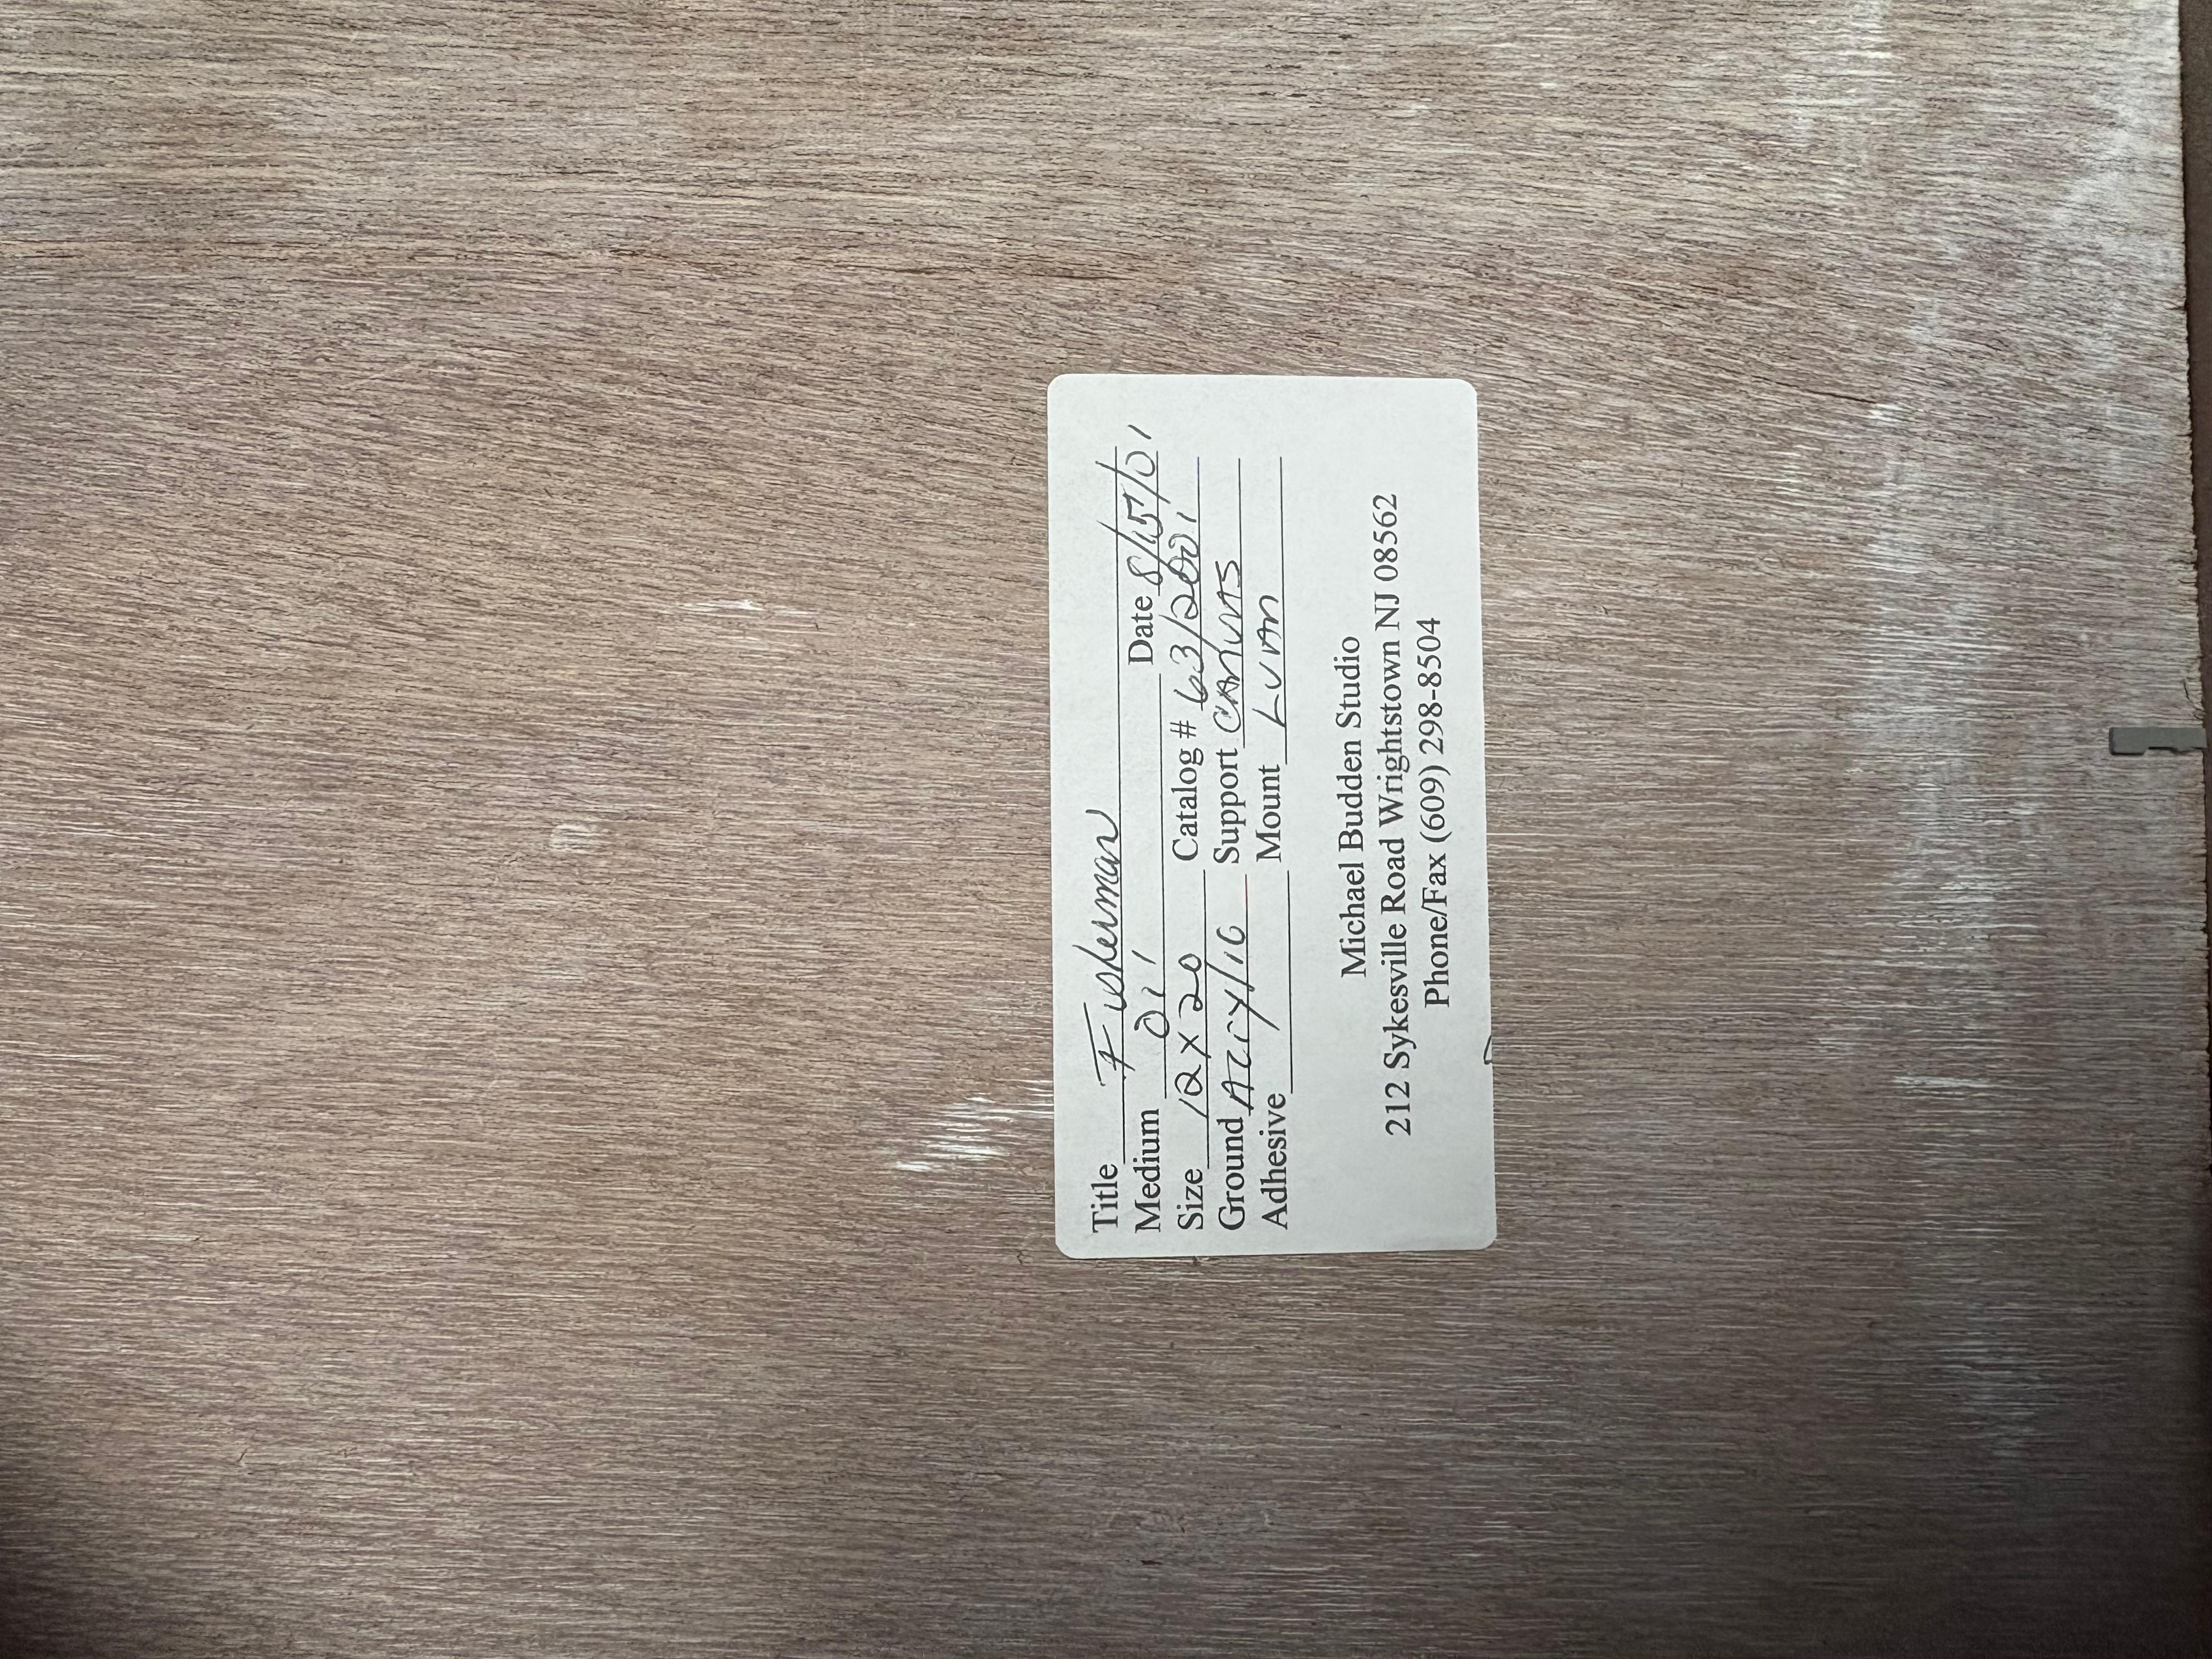 Title Fisherman
Medium Oil Date 8/15/01
Size 12 x 20 Catalog # 63/2001
Ground Acrylic Support Canvas
Adhesive Mount Luan
Michael Budden Studio
212 Sykesville Road Wrightstown NJ 08562
Phone/Fax (609) 298-8504